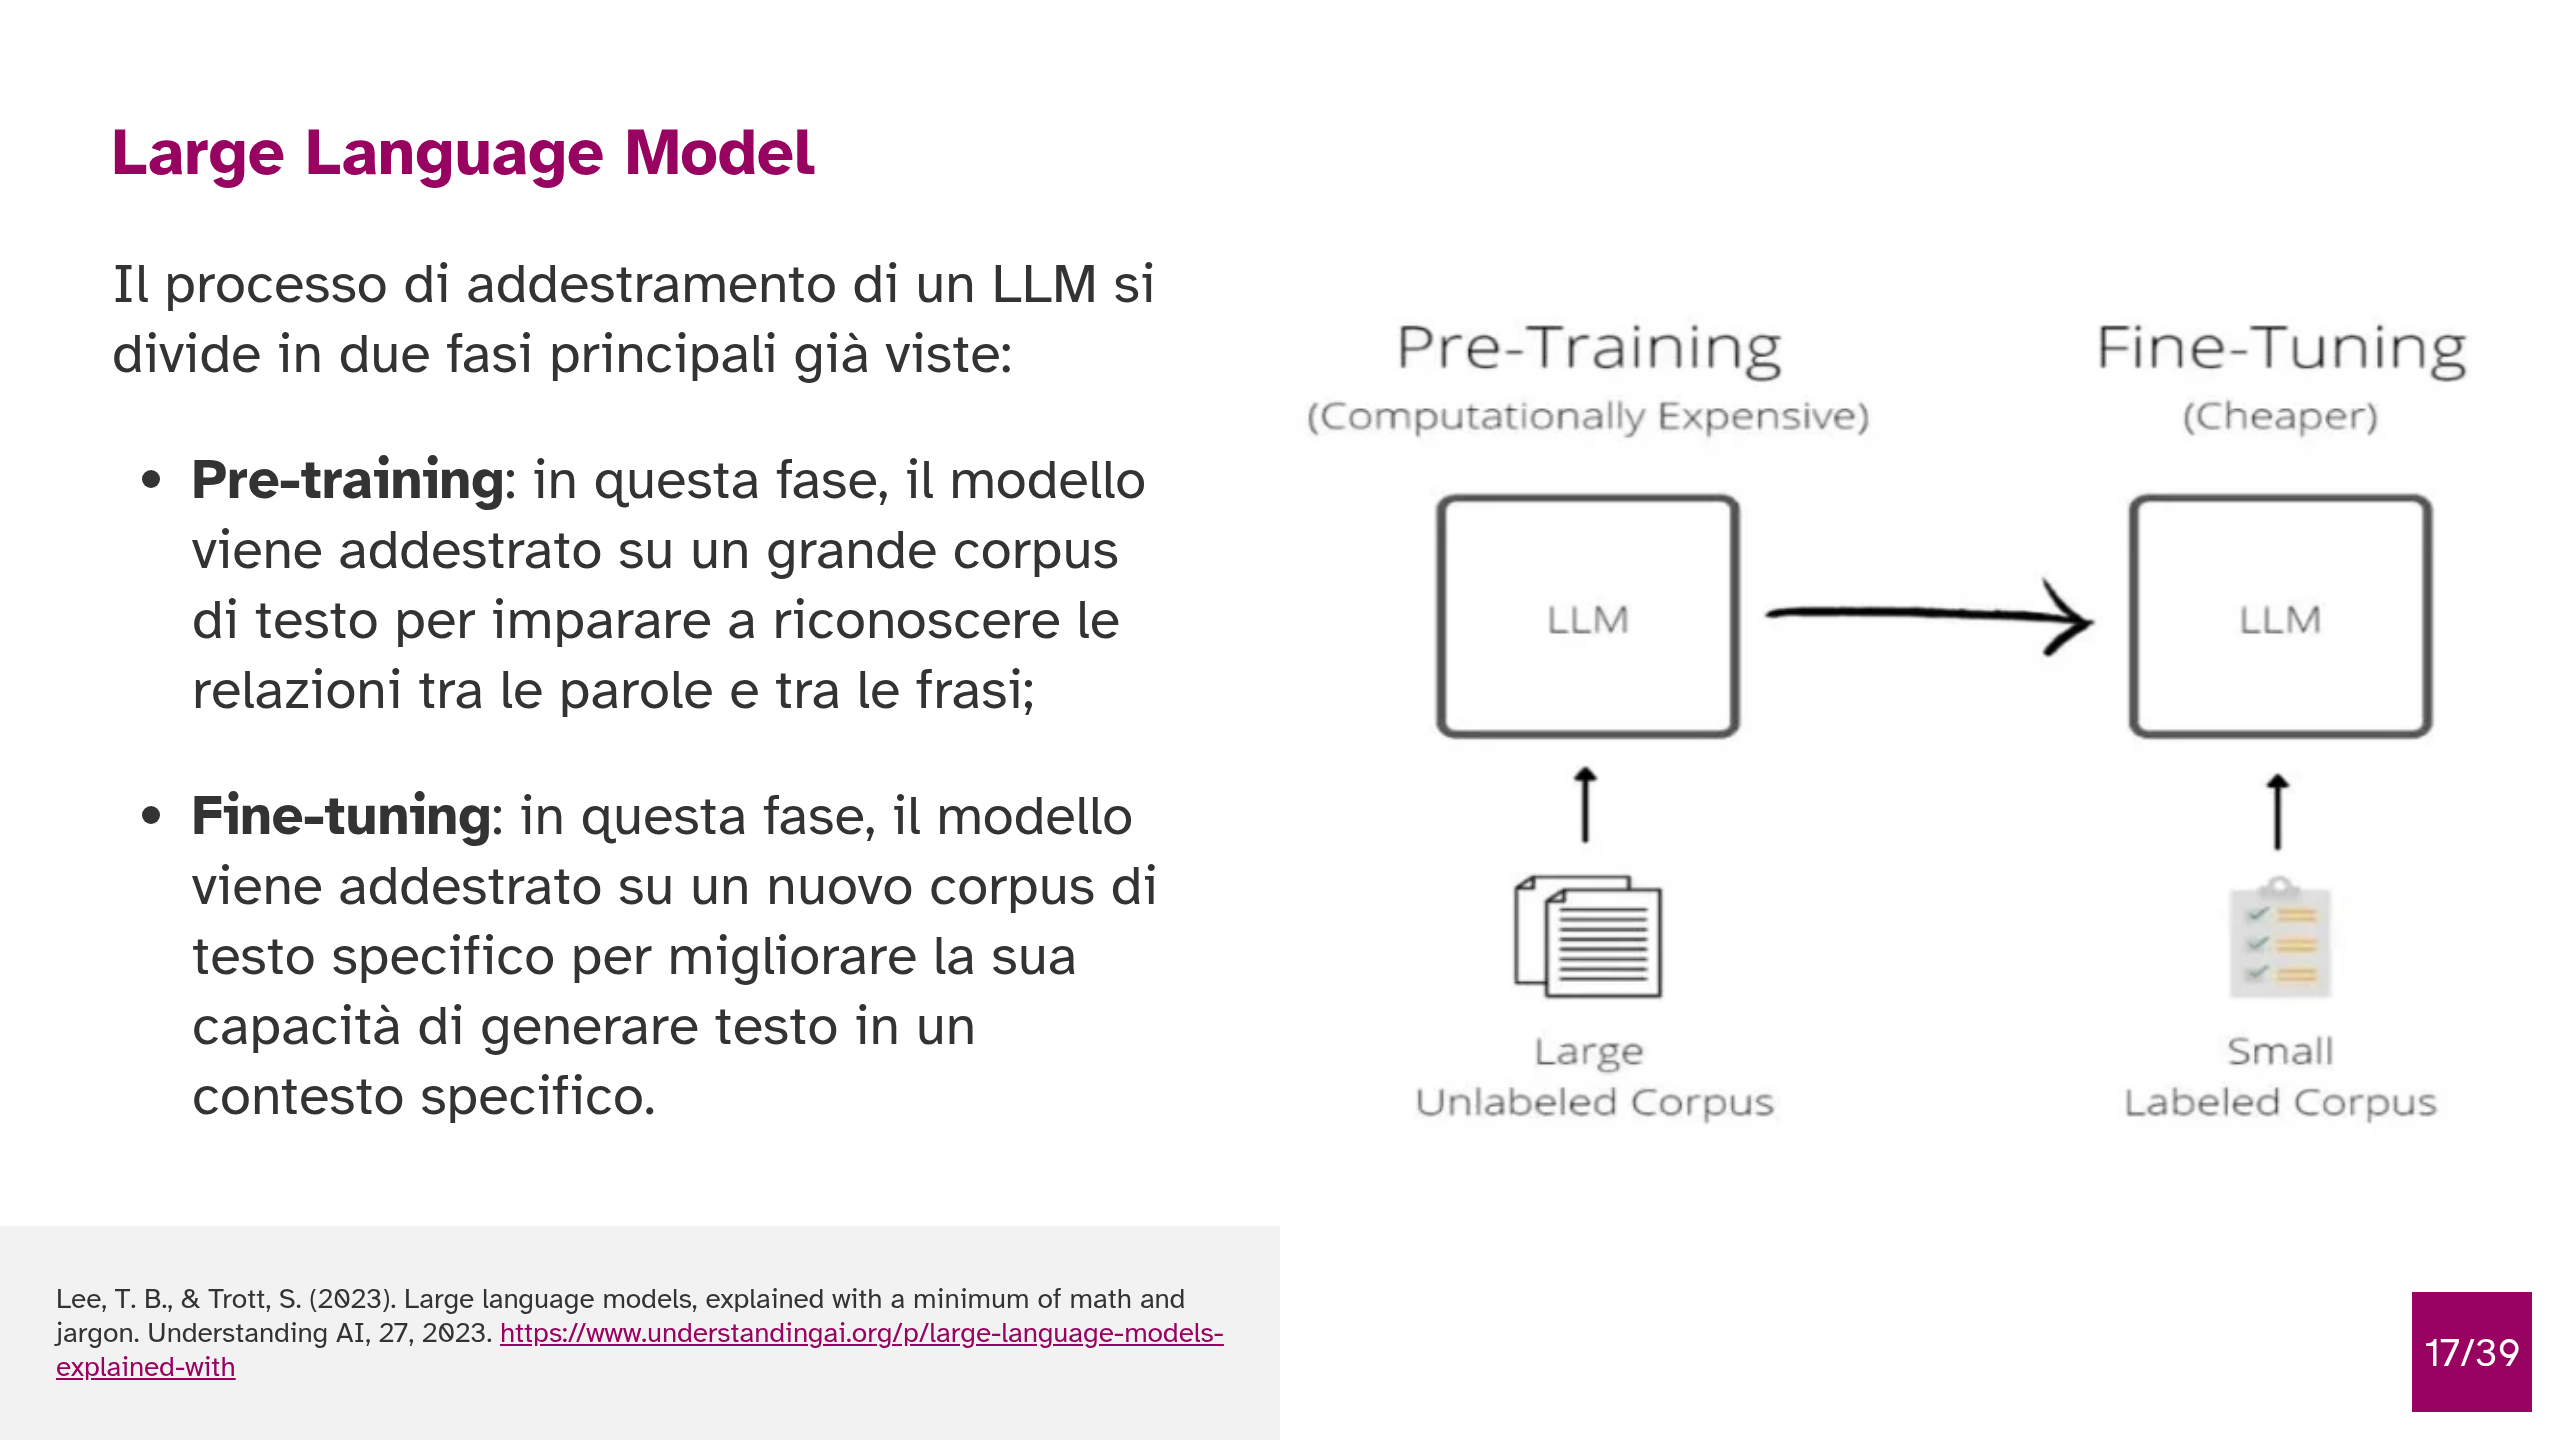 Large Language Model
Il processo di addestramento di un LLM si
divide in due fasi principali già viste:
• Pre-training: in questa fase, il modello
viene addestrato su un grande corpus
di testo per imparare a riconoscere le
relazioni tra le parole e tra le frasi;
• Fine-tuning: in questa fase, il modello
viene addestrato su un nuovo corpus di
testo specifico per migliorare la sua
capacità di generare testo in un
contesto specifico.
Pre-Training
(Computationally Expensive)
LLM
Large
Unlabeled Corpus
Fine-Tuning
(Cheaper)
LLM
Small
Labeled Corpus
Lee, T. B., & Trott, S. (2023). Large language models, explained with a minimum of math and
jargon. Understanding AI, 27, 2023. https://www.understandingai.org/p/large-language-models-
explained-with
17/39